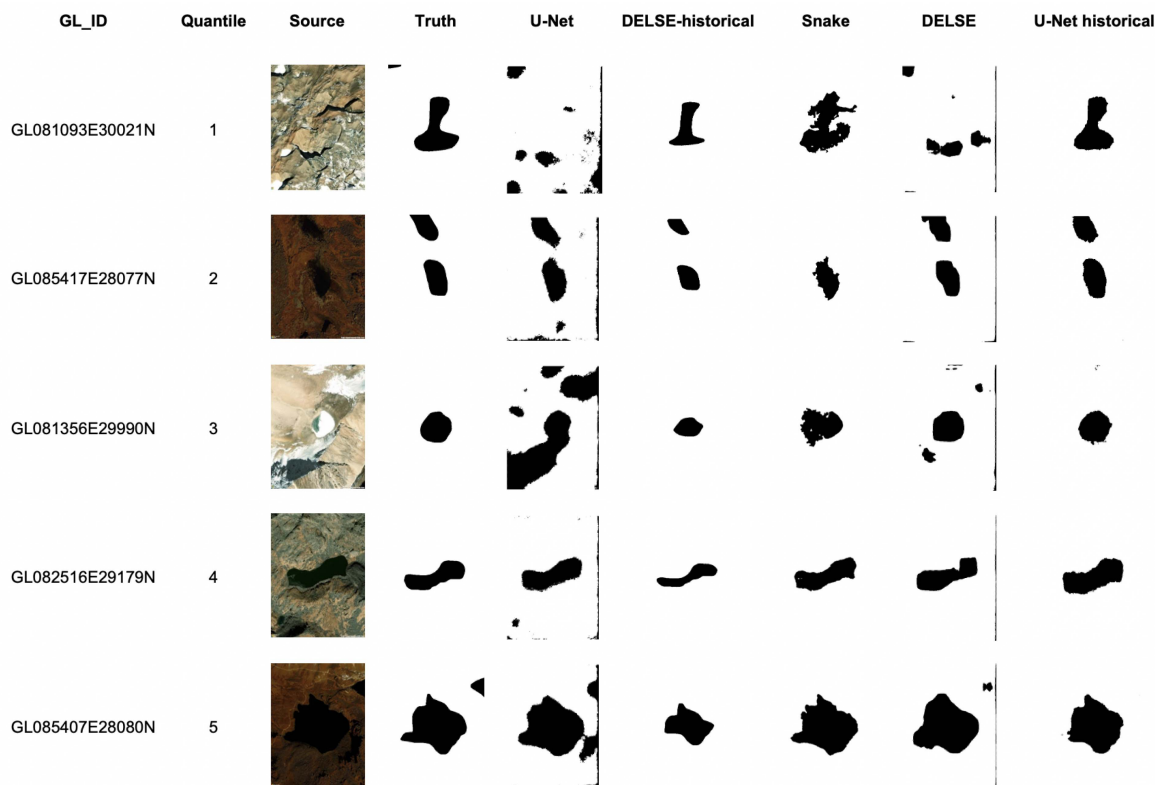 GL_ID Quantile Source Truth U-Net DELSE-historical Snake DELSE U-Net historical
GL081093E30021N 1
GL085417E28077N 2
GL081356E29990N 3
GL082516E29179N 4
GL085407E28080N 5